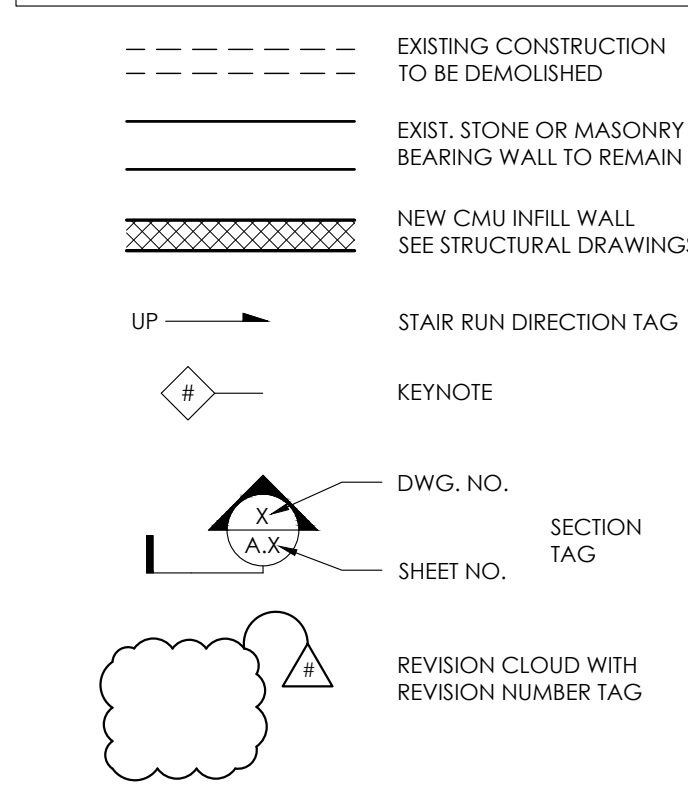 EXISTING CONSTRUCTION
TO BE DEMOLISHED
EXIST. STONE OR MASONRY
BEARING WALL TO REMAIN
NEW CMU INFILL WALL
SEE STRUCTURAL DRAWINGS
UP
STAIR RUN DIRECTION TAG
#
KEYNOTE
DWG. NO.
X
A.X
SECTION
TAG
SHEET NO.
#
REVISION CLOUD WITH
REVISION NUMBER TAG